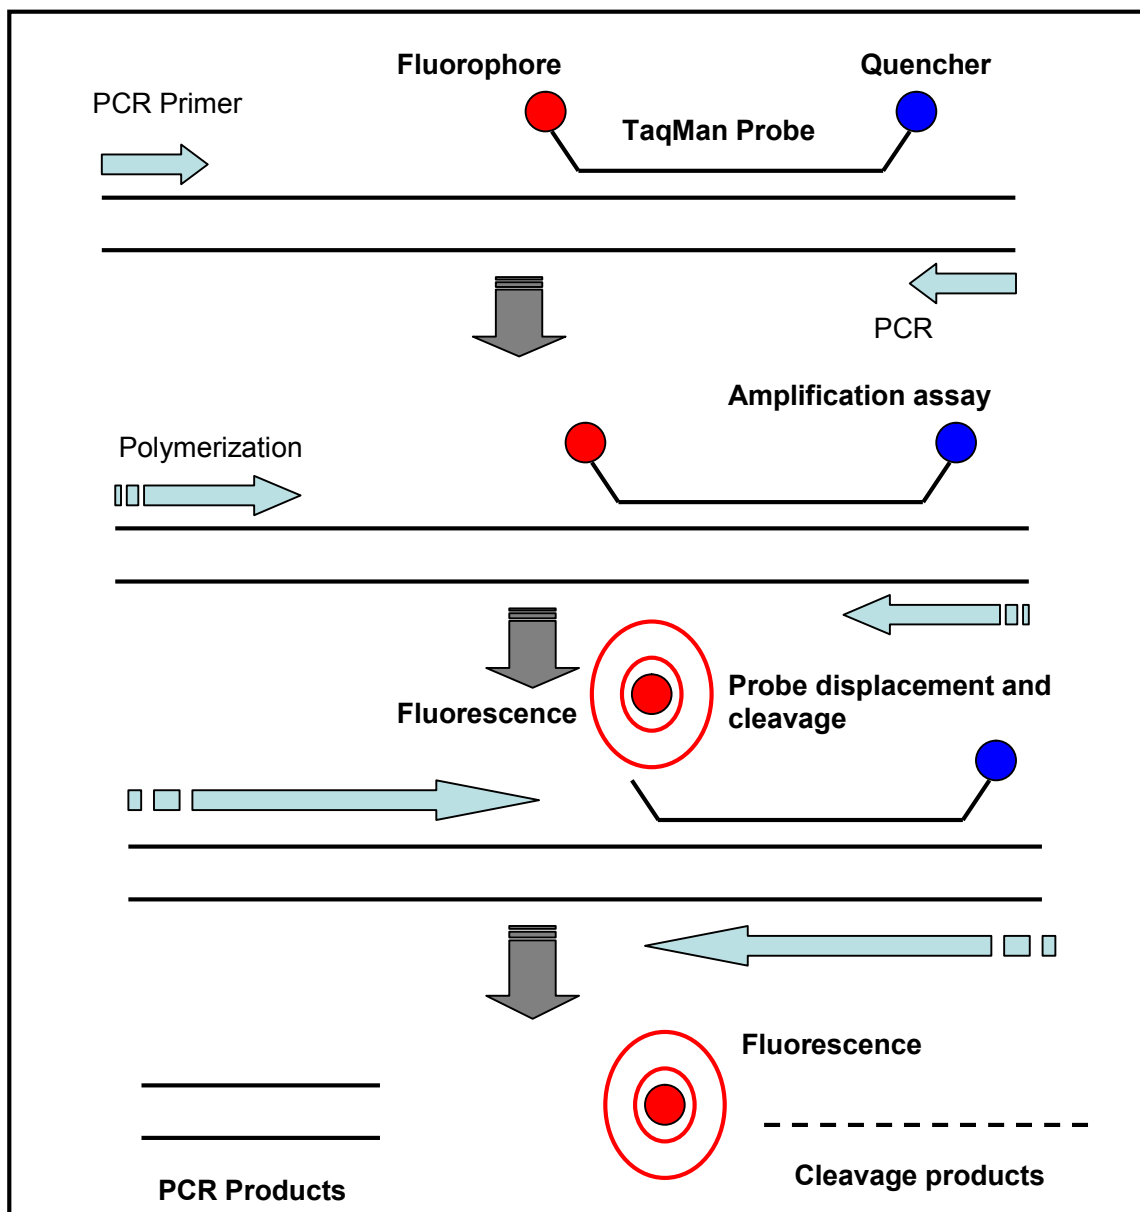 Fluorophore
Quencher
PCR Primer
TaqMan Probe
PCR
Amplification assay
Polymerization
Probe displacement and
cleavage
Fluorescence
Fluorescence
Cleavage products
PCR Products